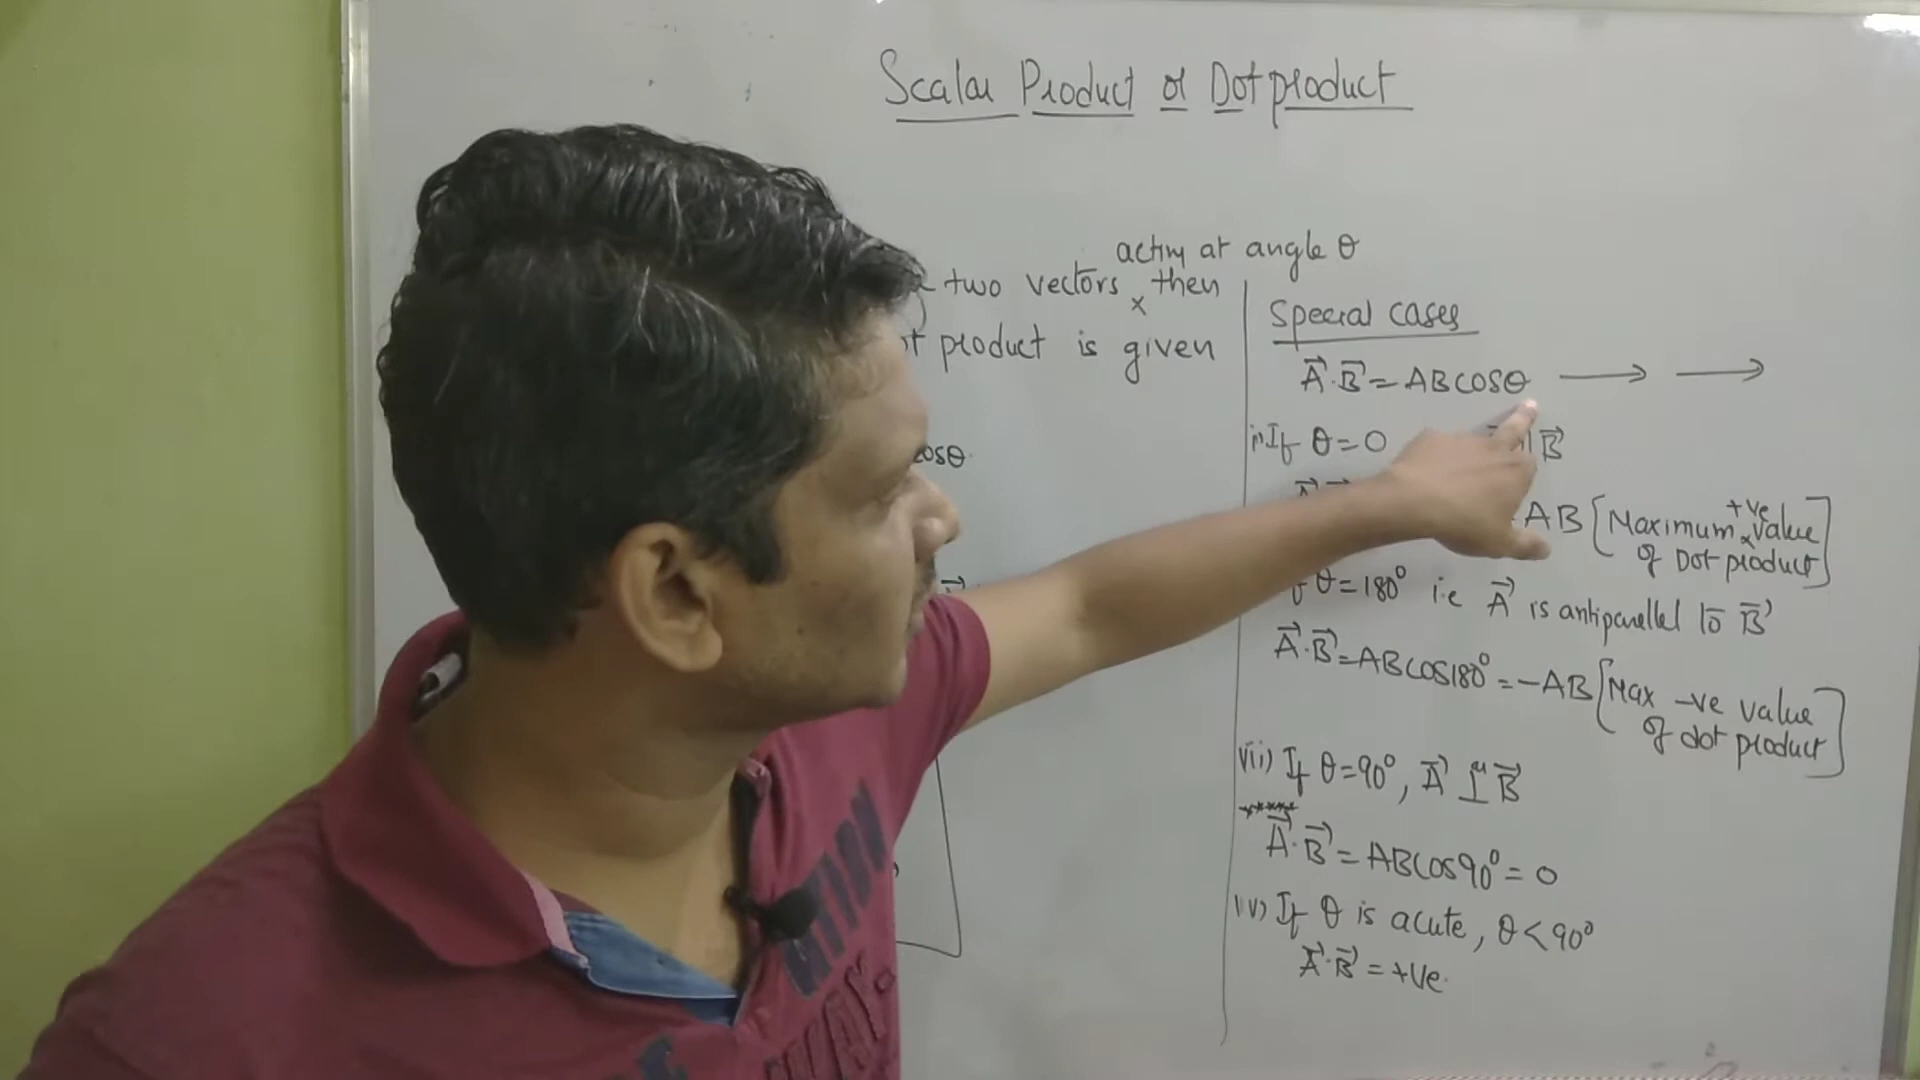 Scalar Product or Dot product
acting at angle θ
two vectors x then
product is given
cosθ
Special cases
A⃗·B⃗ = ABcosθ
i) If θ = 0 B⃗
AB [Maximum x +ve value
of Dot product]
θ = 180° i.e A⃗ is antiparellel to B⃗
A⃗·B⃗ = ABcos180° = -AB [Max -ve value
of dot product]
iii) If θ = 90°, A⃗ ⊥ B⃗
A⃗·B⃗ = ABcos90° = 0
iv) If θ is acute, θ < 90°
A⃗·B⃗ = +ve.